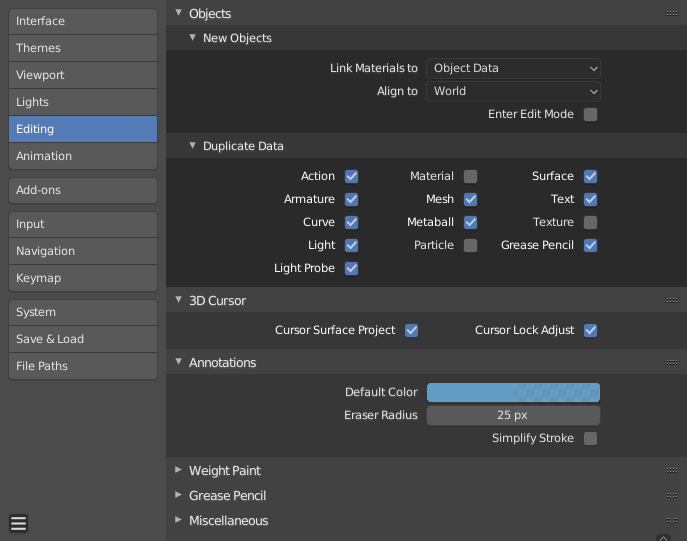 Interface
Themes
Viewport
Lights
Editing
Animation
Add-ons
Input
Navigation
Keymap
System
Save & Load
File Paths
Objects
New Objects
Link Materials to Object Data
Align to World
Enter Edit Mode
Duplicate Data
Action Material Surface
Armature Mesh Text
Curve Metaball Texture
Light Particle Grease Pencil
Light Probe
3D Cursor
Cursor Surface Project Cursor Lock Adjust
Annotations
Default Color
Eraser Radius 25 px
Simplify Stroke
Weight Paint
Grease Pencil
Miscellaneous